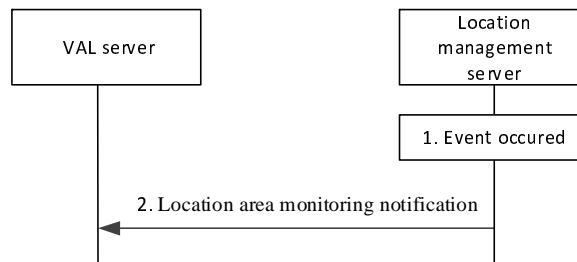 VAL server
Location
management
server
1. Event occured
2. Location area monitoring notification